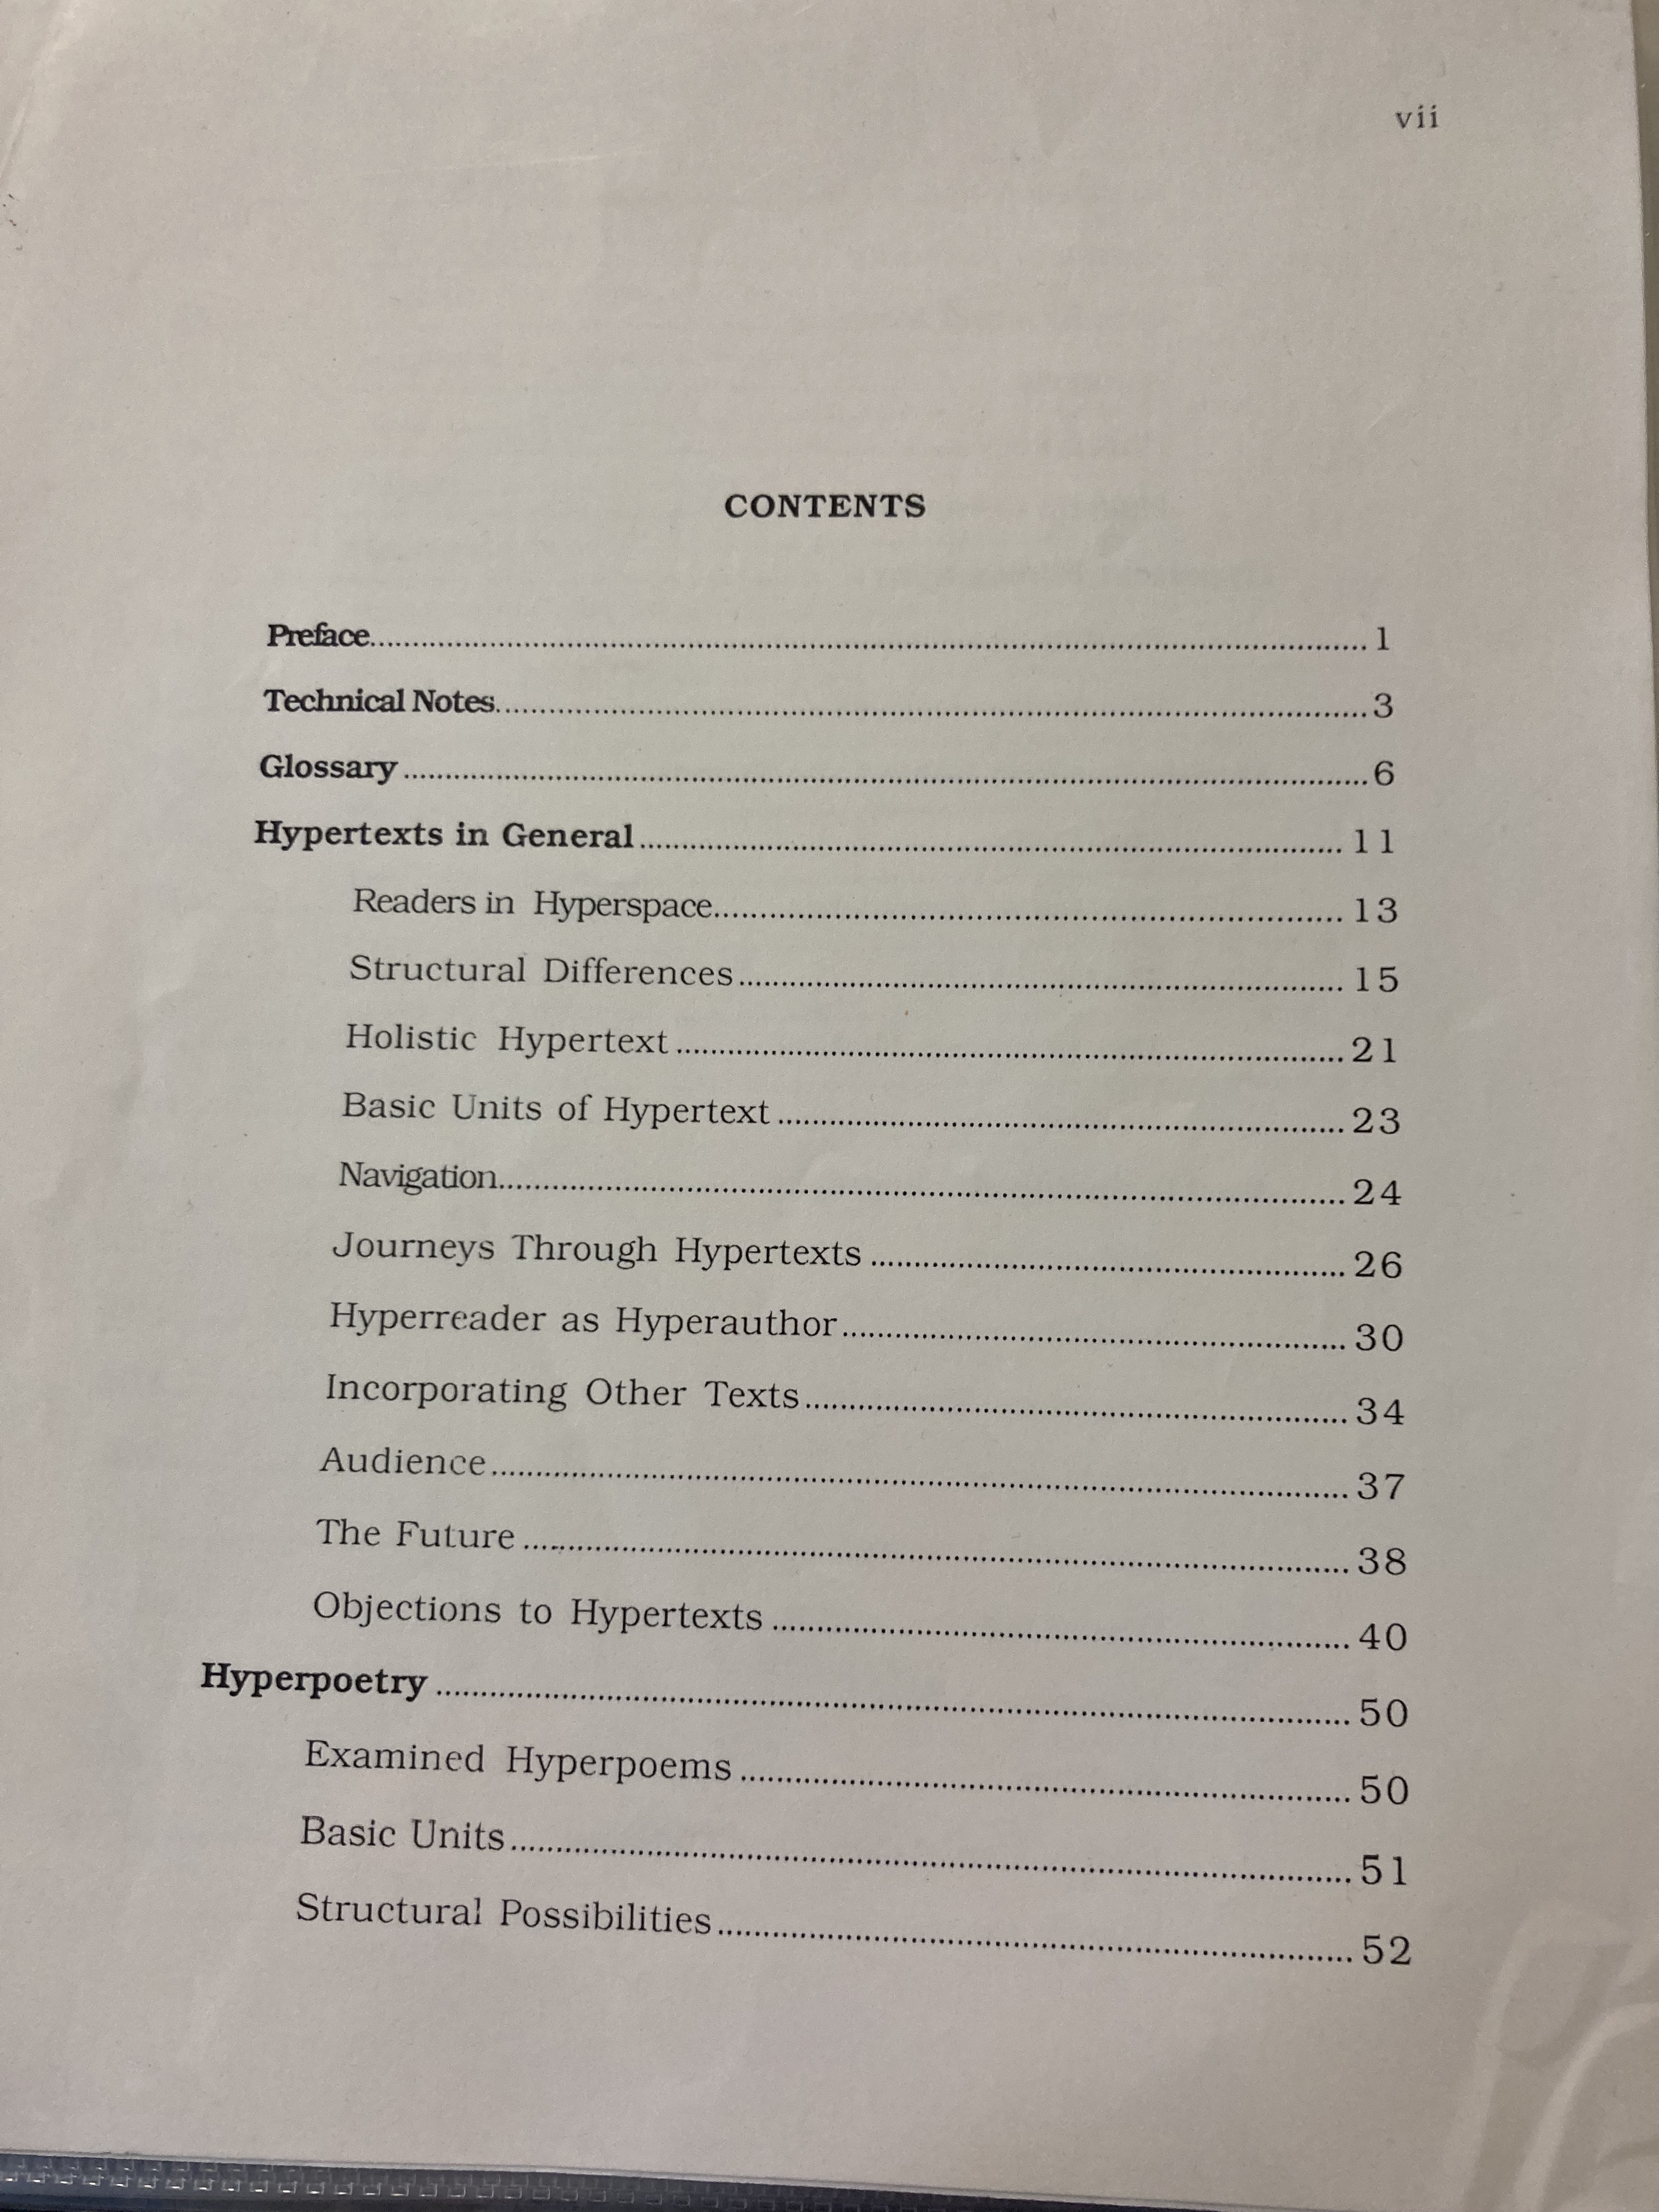 vii
CONTENTS
Preface 1
Technical Notes 3
Glossary 6
Hypertexts in General 11
Readers in Hyperspace 13
Structural Differences 15
Holistic Hypertext 21
Basic Units of Hypertext 23
Navigation 24
Journeys Through Hypertexts 26
Hyperreader as Hyperauthor 30
Incorporating Other Texts 34
Audience 37
The Future 38
Objections to Hypertexts 40
Hyperpoetry 50
Examined Hyperpoems 50
Basic Units 51
Structural Possibilities 52